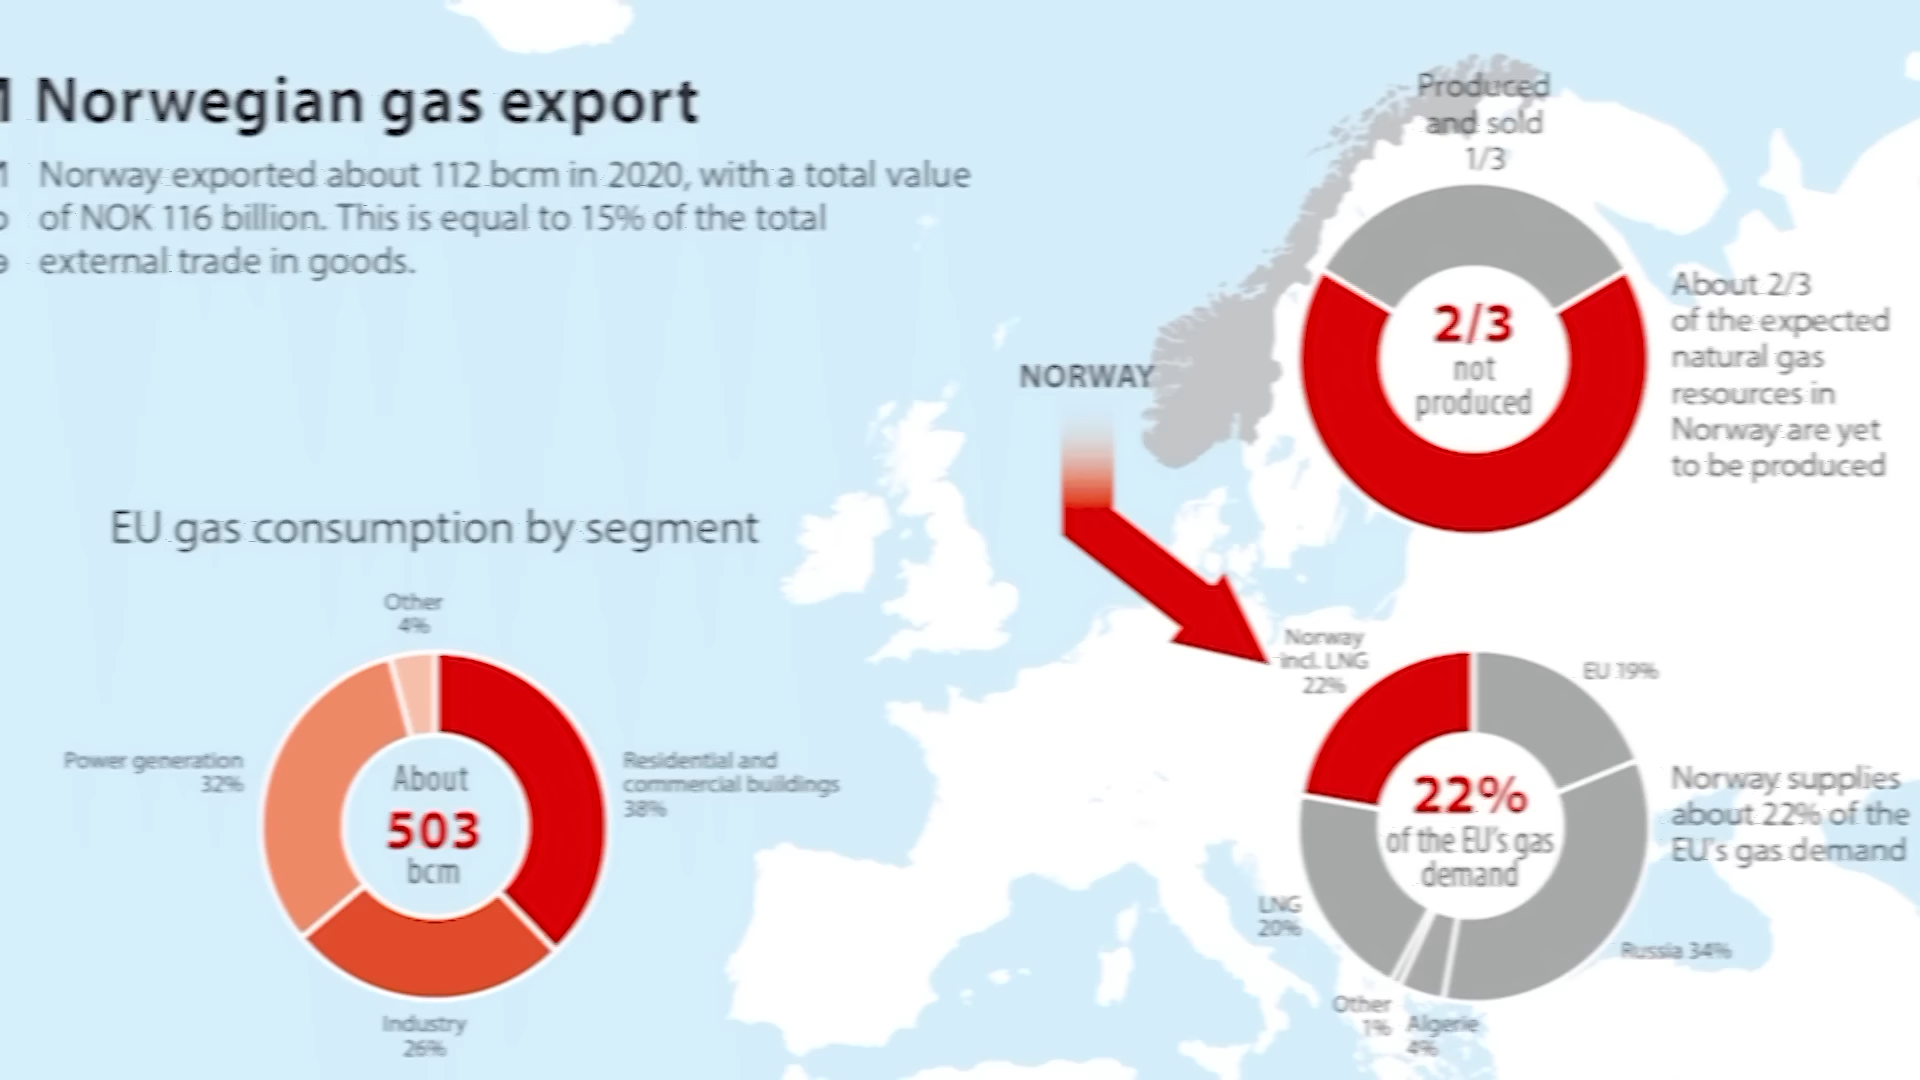 Norwegian gas export
Norway exported about 112 bcm in 2020, with a total value
of NOK 116 billion. This is equal to 15% of the total
external trade in goods.
Produced
and sold
1/3
2/3
not
produced
About 2/3
of the expected
natural gas
resources in
Norway are yet
to be produced
NORWAY
EU gas consumption by segment
Other
4%
Power generation
32%
About
503
bcm
Residential and
commercial buildings
38%
Industry
26%
Norway
incl. LNG
22%
EU 19%
22%
of the EU's gas
demand
Norway supplies
about 22% of the
EU's gas demand
LNG
20%
Russia 34%
Other
1%
Algerie
4%